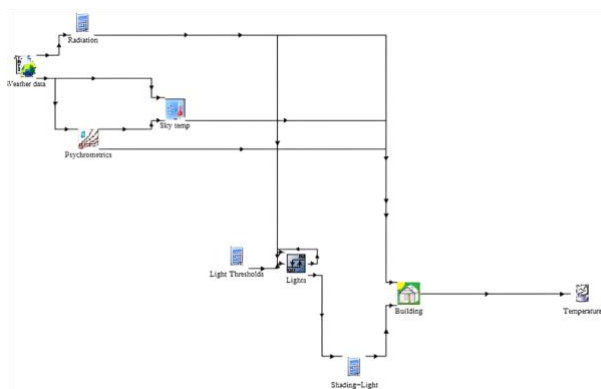 Radiation
Weather data
Sky temp
Psychrometrics
Light Thresholds
Lights
Building
Temperature
Shading-Light